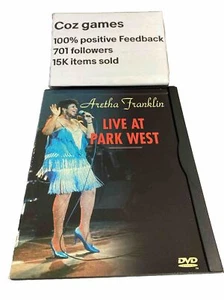 Coz games
100% positive Feedback
701 followers
15K items sold
Aretha Franklin
LIVE AT
PARK WEST
DVD